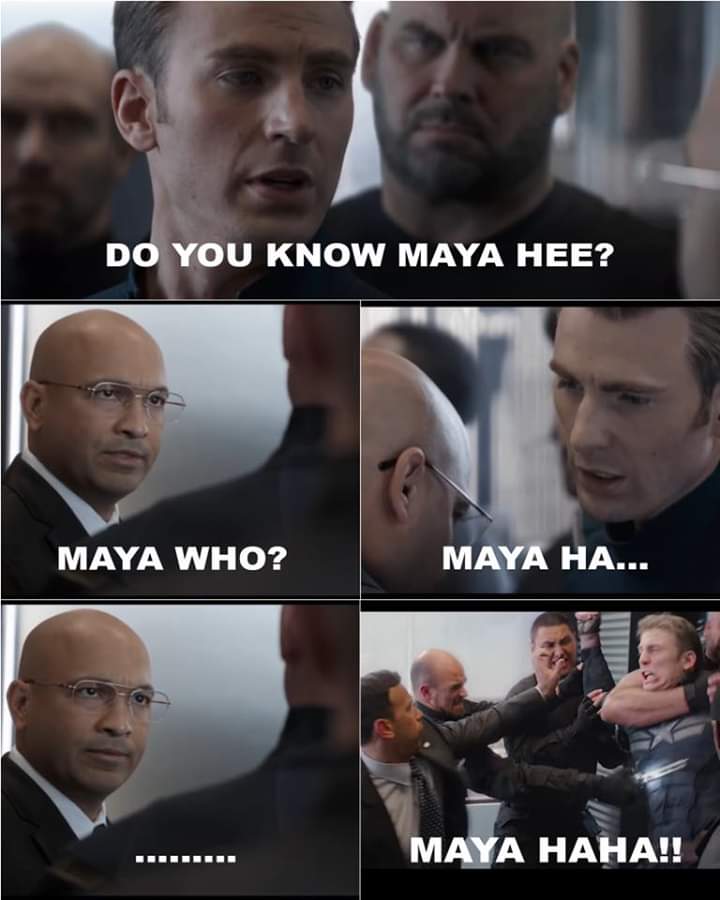 DO YOU KNOW MAYA HEE?
MAYA WHO?
MAYA HA...
.........
MAYA HAHA!!